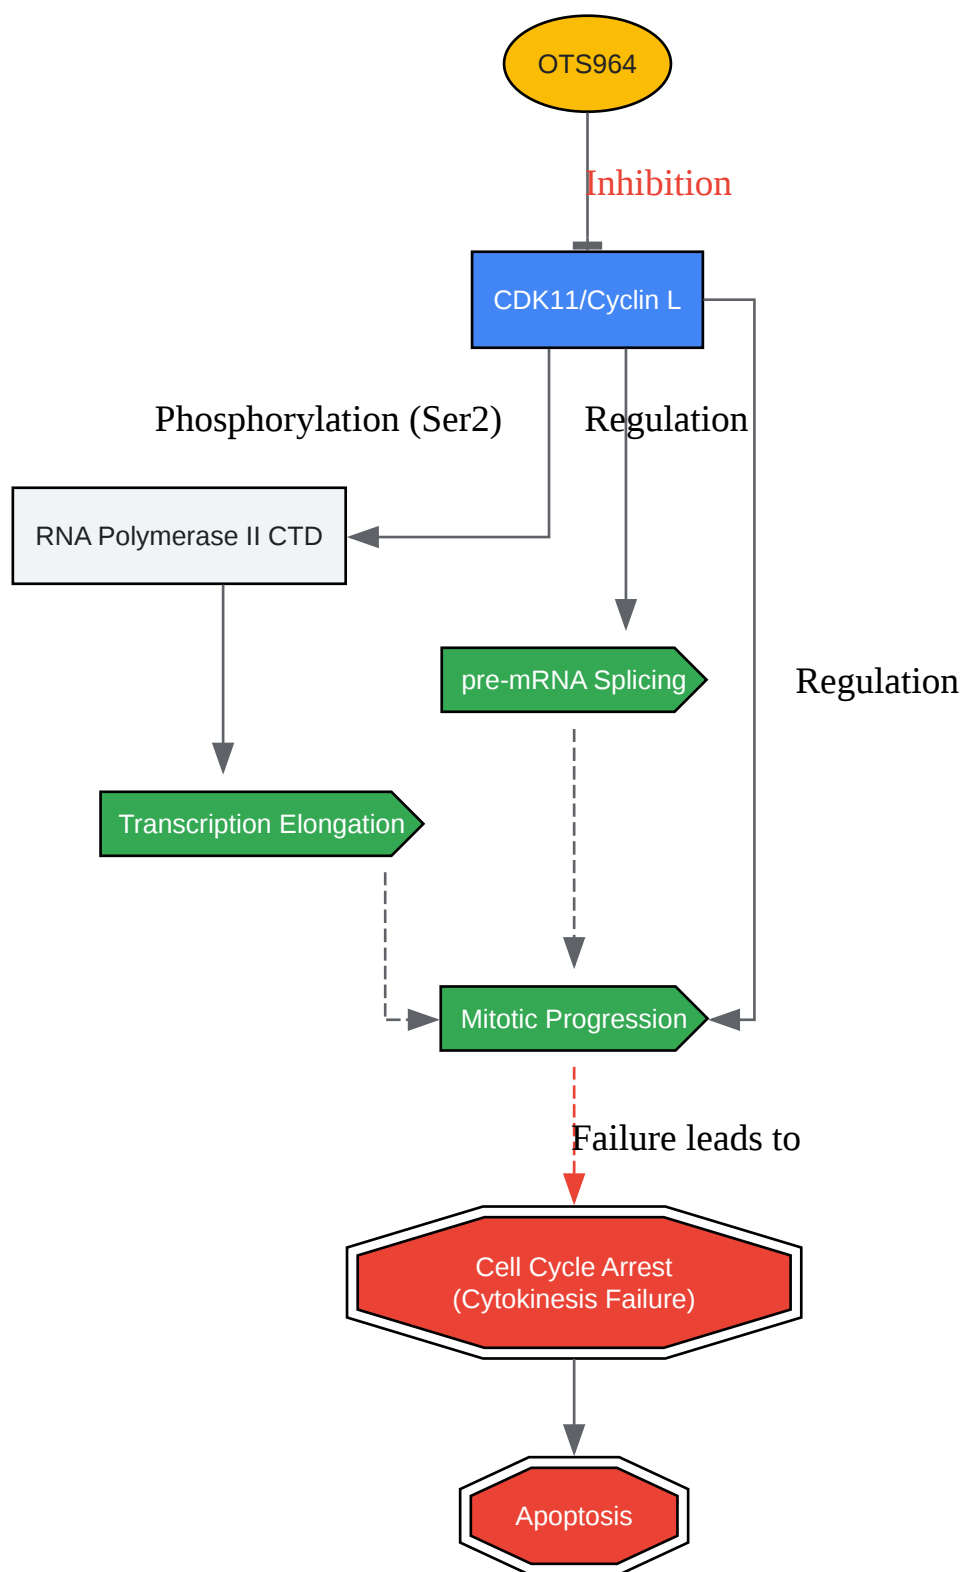 OTS964
Inhibition
CDK11/Cyclin L
Phosphorylation (Ser2)
Regulation
RNA Polymerase II CTD
pre-mRNA Splicing
Regulation
Transcription Elongation
Mitotic Progression
Failure leads to
Cell Cycle Arrest
(Cytokinesis Failure)
Apoptosis